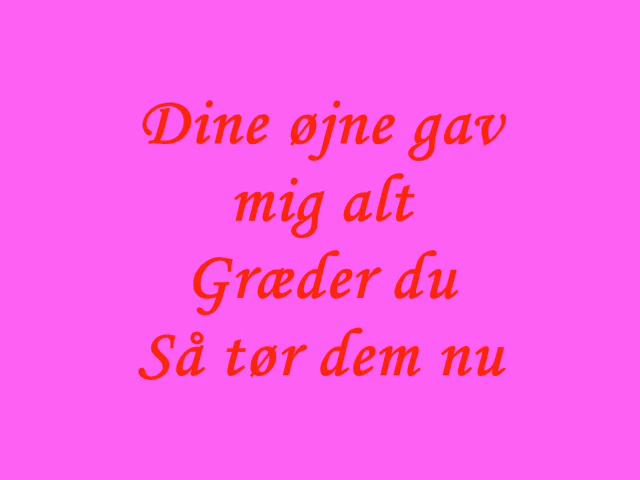 Dine øjne gav
mig alt
Græder du
Så tør dem nu